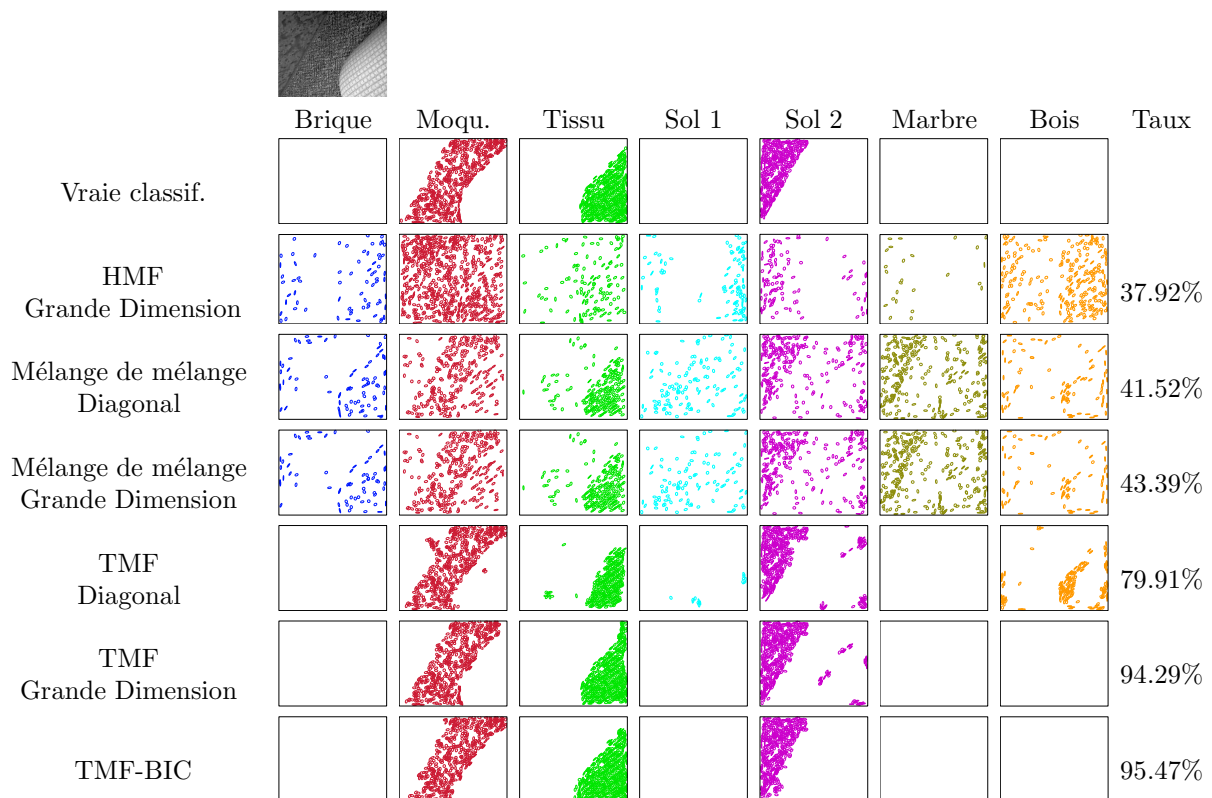 Brique Moqu. Tissu Sol 1 Sol 2 Marbre Bois Taux
Vraie classif.
HMF
Grande Dimension
37.92%
Mélange de mélange
Diagonal
41.52%
Mélange de mélange
Grande Dimension
43.39%
TMF
Diagonal
79.91%
TMF
Grande Dimension
94.29%
TMF-BIC
95.47%